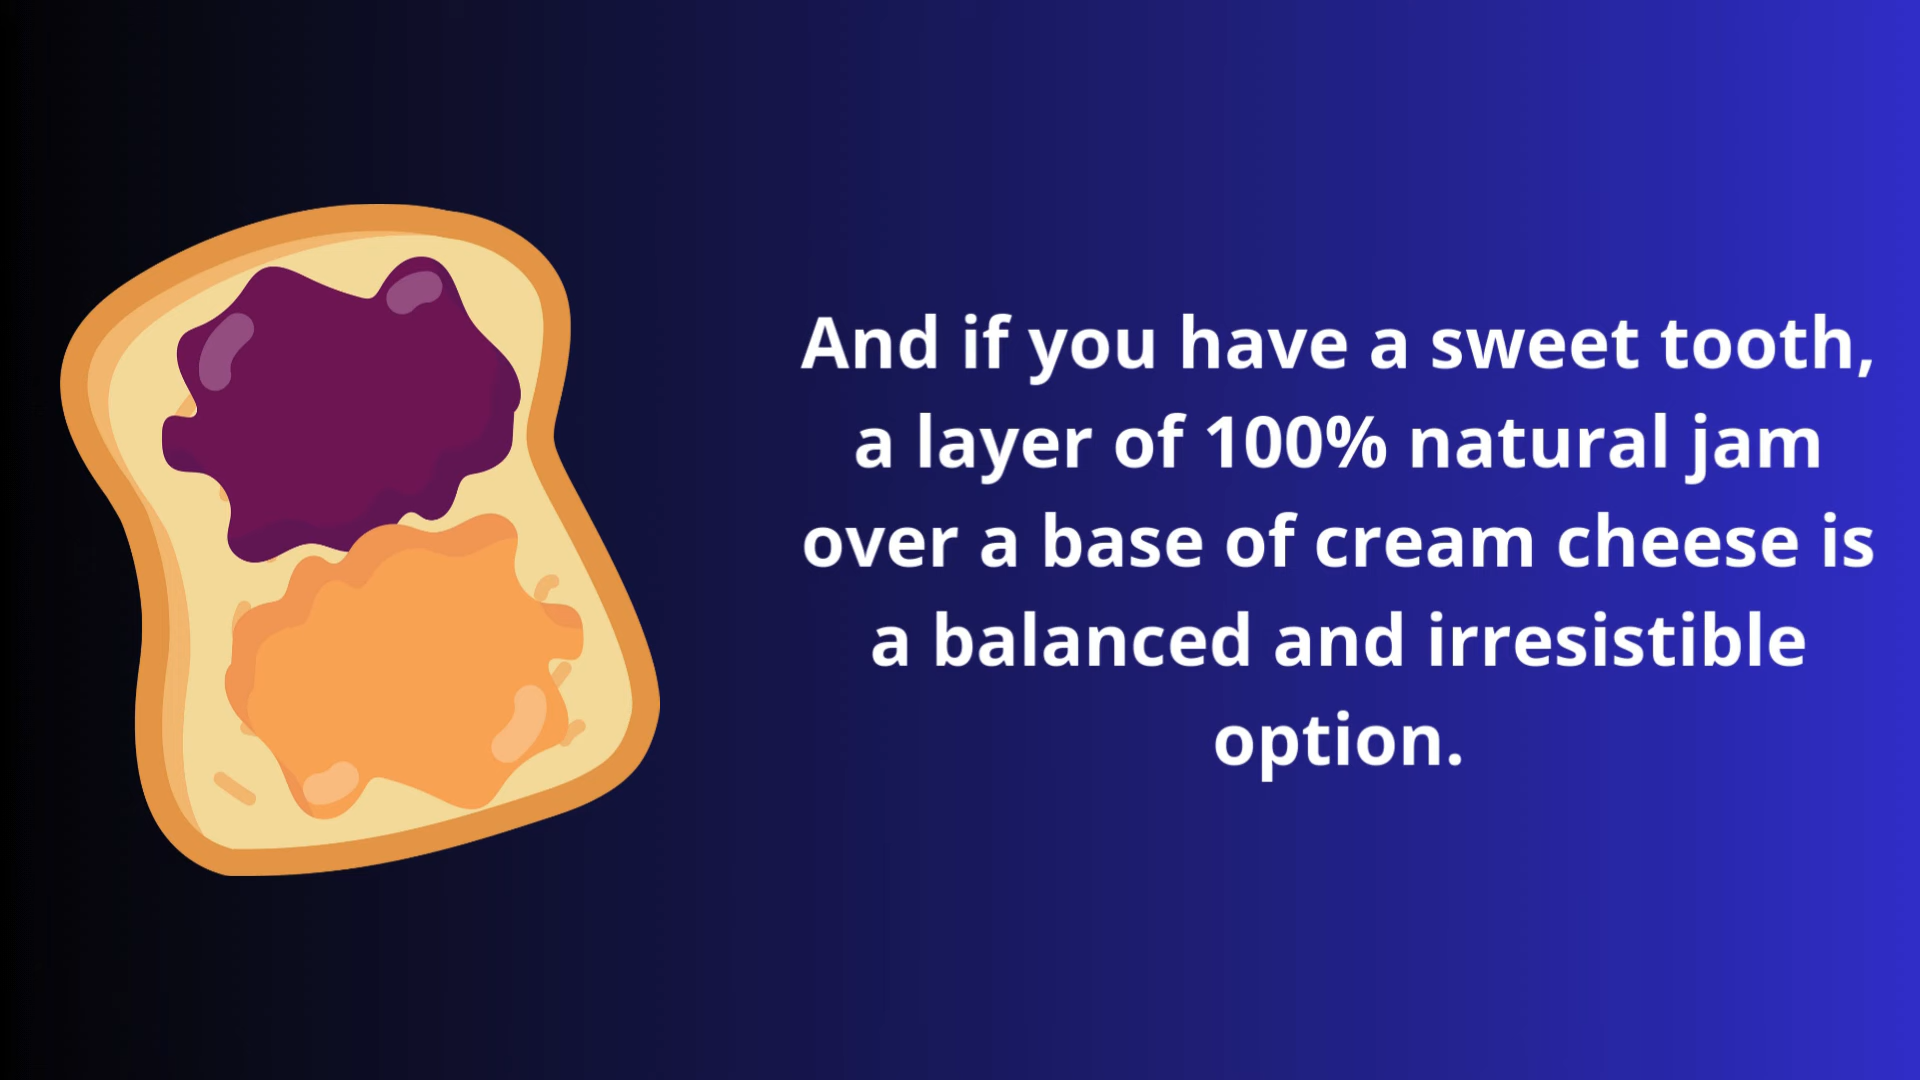 And if you have a sweet tooth,
a layer of 100% natural jam
over a base of cream cheese is
a balanced and irresistible
option.